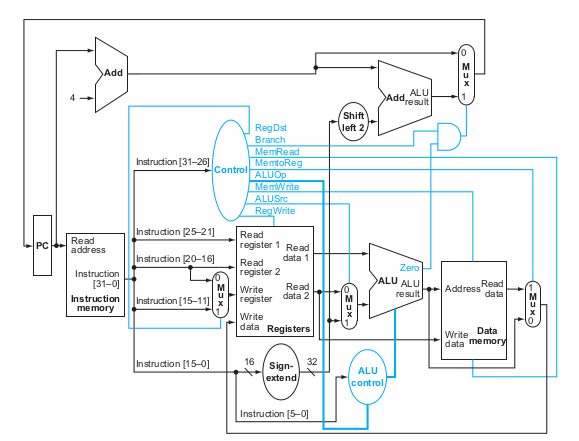 Add
4
Add
ALU
result
0
M
u
x
1
Shift
left 2
RegDst
Branch
MemRead
MemtoReg
ALUOp
MemWrite
ALUSrc
RegWrite
Control
Instruction [31–26]
Instruction [25–21]
Instruction [20–16]
Instruction [15–11]
Instruction [15–0]
Instruction [5–0]
PC
Read
address
Instruction
[31–0]
Instruction
memory
0
M
u
x
1
Read
register 1
Read
register 2
Write
register
Write
data
Read
data 1
Read
data 2
Registers
0
M
u
x
1
Zero
ALU
ALU
result
Address
Write
data
Read
data
Data
memory
1
M
u
x
0
16
Sign-
extend
32
ALU
control